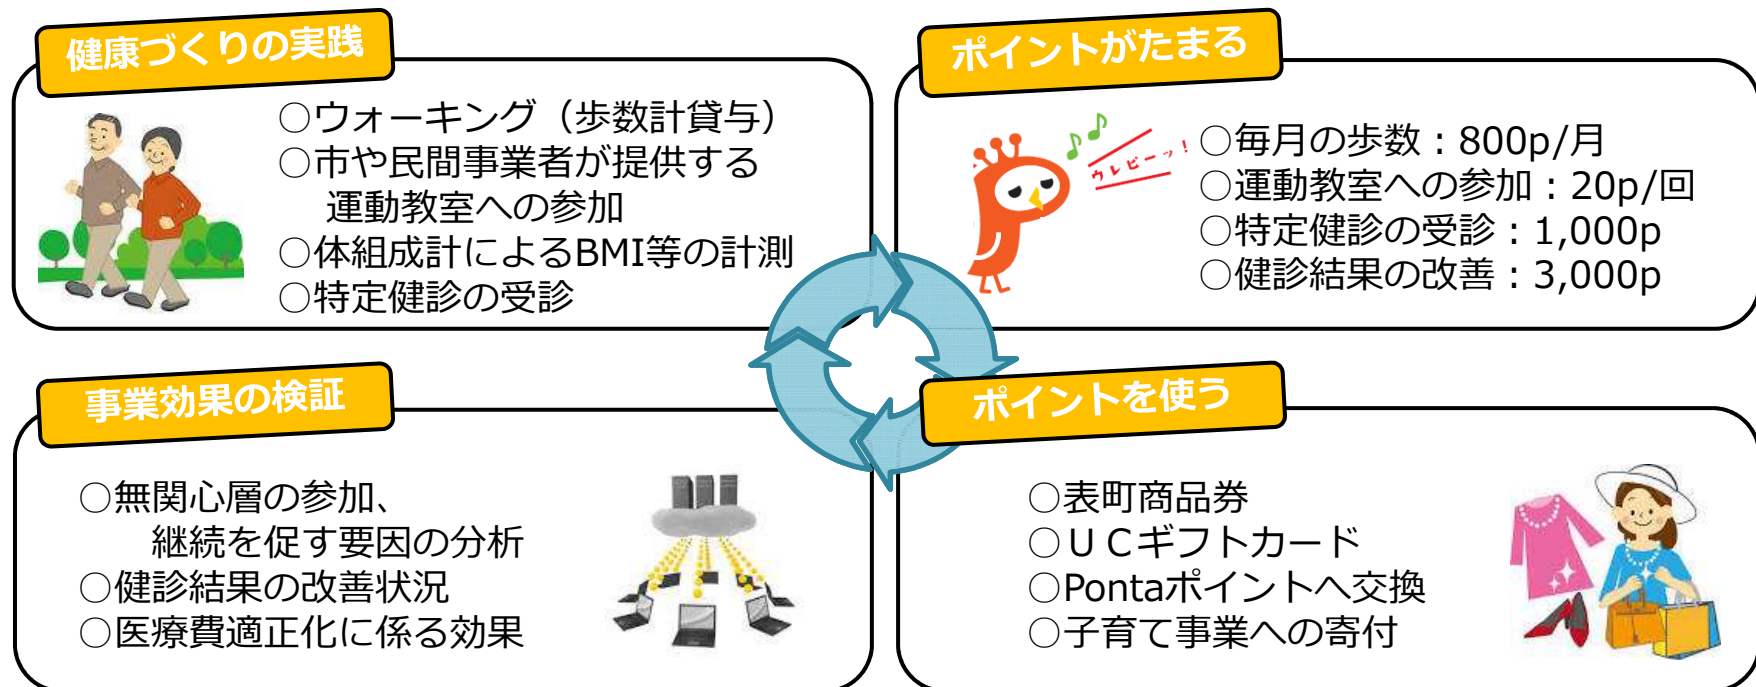 健康づくりの実践
○ウォーキング（歩数計貸与）
○市や民間事業者が提供する
運動教室への参加
○体組成計によるBMI等の計測
○特定健診の受診
ポイントがたまる
ウレピーッ！
○毎月の歩数：800p/月
○運動教室への参加：20p/回
○特定健診の受診：1,000p
○健診結果の改善：3,000p
事業効果の検証
○無関心層の参加、
継続を促す要因の分析
○健診結果の改善状況
○医療費適正化に係る効果
ポイントを使う
○表町商品券
○ＵＣギフトカード
○Pontaポイントへ交換
○子育て事業への寄付